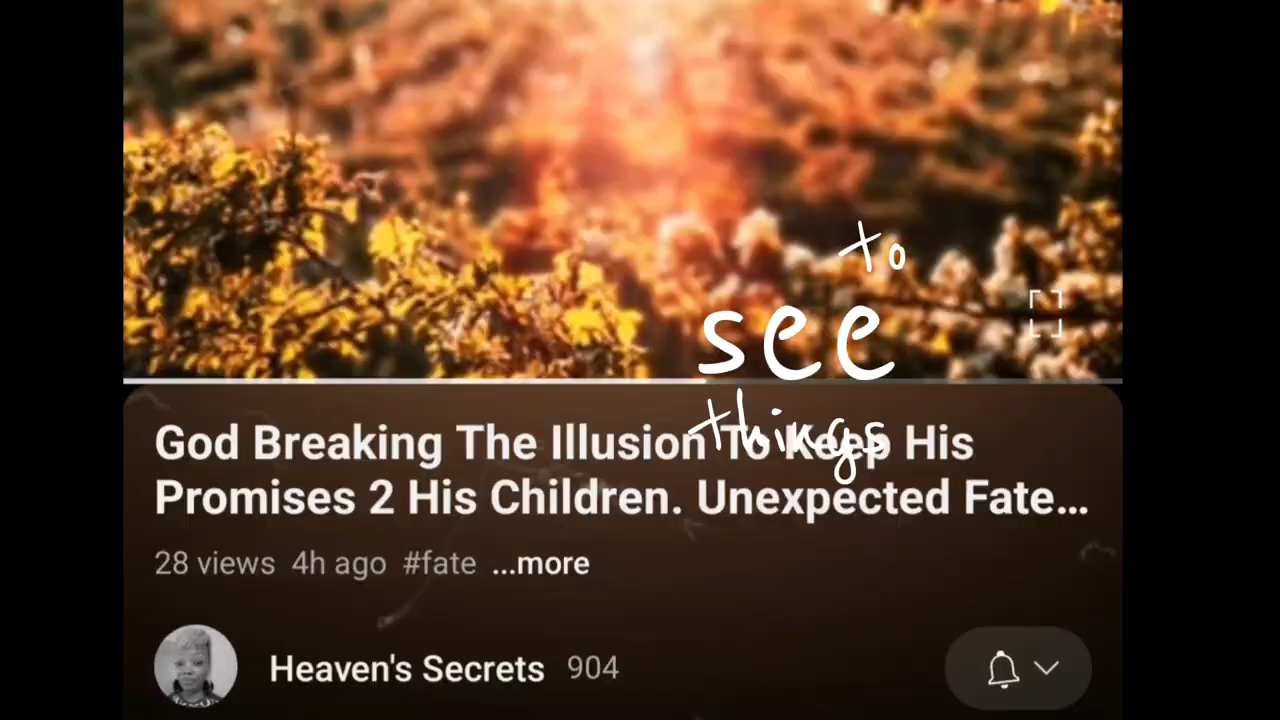 to
see
things
God Breaking The Illusion To Keep His
Promises 2 His Children. Unexpected Fate...
28 views 4h ago #fate ...more
Heaven's Secrets 904